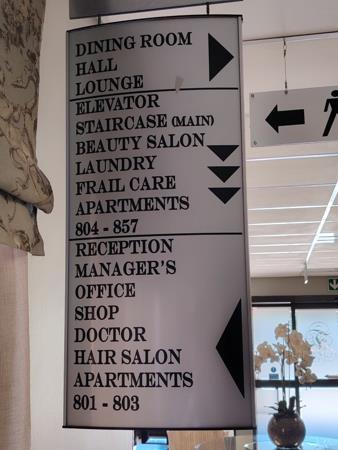 DINING ROOM
HALL
LOUNGE
ELEVATOR
STAIRCASE (MAIN)
BEAUTY SALON
LAUNDRY
FRAIL CARE
APARTMENTS
804 - 857
RECEPTION
MANAGER'S
OFFICE
SHOP
DOCTOR
HAIR SALON
APARTMENTS
801 - 803